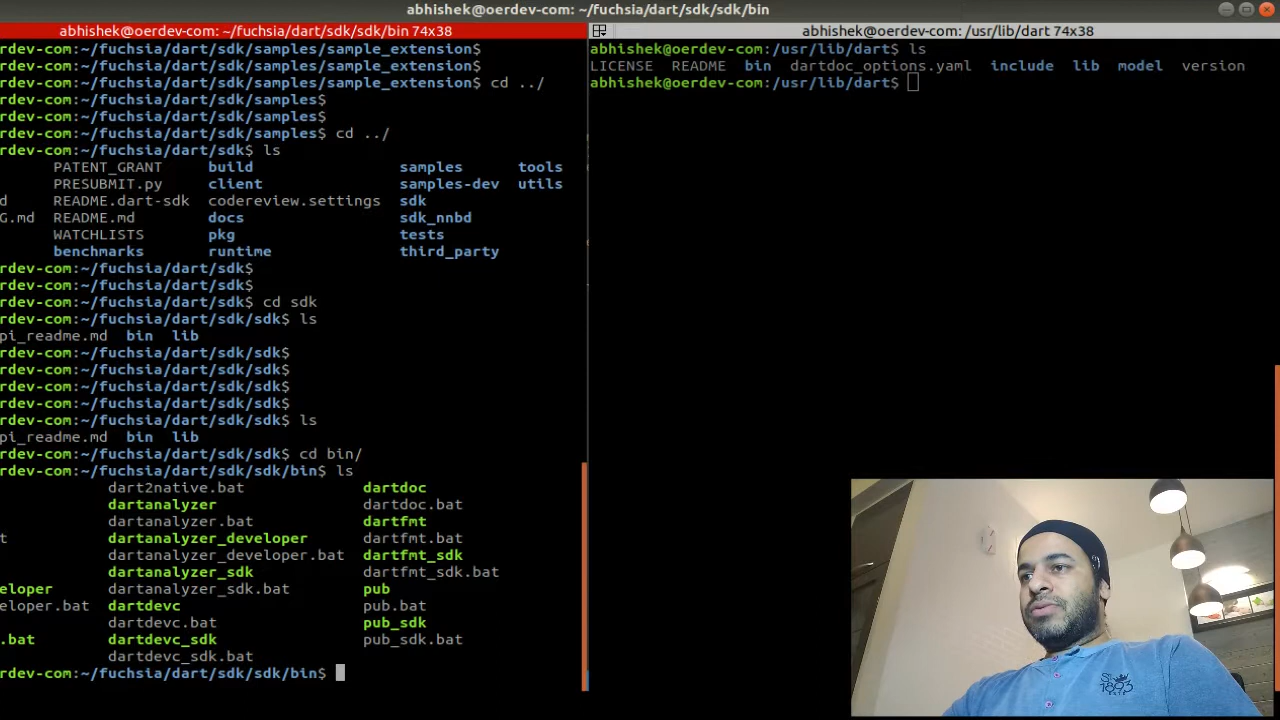 abhishek@oerdev-com: ~/fuchsia/dart/sdk/sdk/bin
abhishek@oerdev-com: ~/fuchsia/dart/sdk/sdk/bin 74x38
rdev-com:~/fuchsia/dart/sdk/samples/sample_extension$
rdev-com:~/fuchsia/dart/sdk/samples/sample_extension$
rdev-com:~/fuchsia/dart/sdk/samples/sample_extension$ cd ../
rdev-com:~/fuchsia/dart/sdk/samples$
rdev-com:~/fuchsia/dart/sdk/samples$
rdev-com:~/fuchsia/dart/sdk/samples$ cd ../
rdev-com:~/fuchsia/dart/sdk$ ls
PATENT_GRANT build samples tools
PRESUBMIT.py client samples-dev utils
d README.dart-sdk codereview.settings sdk
G.md README.md docs sdk_nnbd
WATCHLISTS pkg tests
benchmarks runtime third_party
rdev-com:~/fuchsia/dart/sdk$
rdev-com:~/fuchsia/dart/sdk$
rdev-com:~/fuchsia/dart/sdk$ cd sdk
rdev-com:~/fuchsia/dart/sdk/sdk$ ls
pi_readme.md bin lib
rdev-com:~/fuchsia/dart/sdk/sdk$
rdev-com:~/fuchsia/dart/sdk/sdk$
rdev-com:~/fuchsia/dart/sdk/sdk$
rdev-com:~/fuchsia/dart/sdk/sdk$
rdev-com:~/fuchsia/dart/sdk/sdk$ ls
pi_readme.md bin lib
rdev-com:~/fuchsia/dart/sdk/sdk$ cd bin/
rdev-com:~/fuchsia/dart/sdk/sdk/bin$ ls
dart2native.bat dartdoc
dartanalyzer dartdoc.bat
dartanalyzer.bat dartfmt
t dartanalyzer_developer dartfmt.bat
dartanalyzer_developer.bat dartfmt_sdk
dartanalyzer_sdk dartfmt_sdk.bat
eloper dartanalyzer_sdk.bat pub
eloper.bat dartdevc pub.bat
dartdevc.bat pub_sdk
.bat dartdevc_sdk pub_sdk.bat
dartdevc_sdk.bat
rdev-com:~/fuchsia/dart/sdk/sdk/bin$
abhishek@oerdev-com: /usr/lib/dart 74x38
abhishek@oerdev-com:/usr/lib/dart$ ls
LICENSE README bin dartdoc_options.yaml include lib model version
abhishek@oerdev-com:/usr/lib/dart$
1893